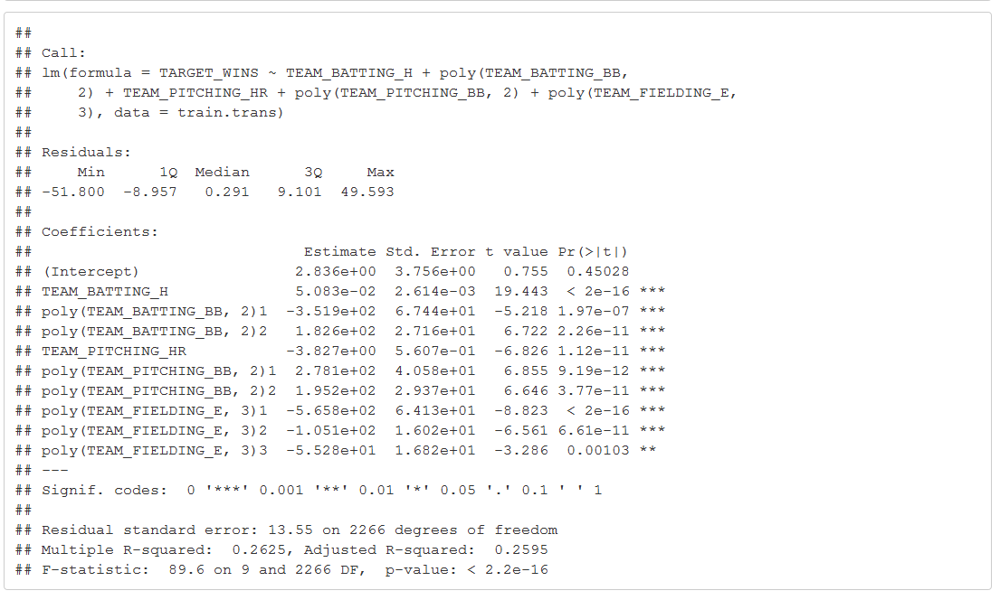 ##
## Call:
## lm(formula = TARGET_WINS ~ TEAM_BATTING_H + poly(TEAM_BATTING_BB,
##     2) + TEAM_PITCHING_HR + poly(TEAM_PITCHING_BB, 2) + poly(TEAM_FIELDING_E,
##     3), data = train.trans)
##
## Residuals:
##     Min      1Q  Median      3Q     Max
## -51.800  -8.957   0.291   9.101  49.593
##
## Coefficients:
##                              Estimate Std. Error t value Pr(>|t|)
## (Intercept)                 2.836e+00  3.756e+00   0.755  0.45028
## TEAM_BATTING_H              5.083e-02  2.614e-03  19.443  < 2e-16 ***
## poly(TEAM_BATTING_BB, 2)1  -3.519e+02  6.744e+01  -5.218 1.97e-07 ***
## poly(TEAM_BATTING_BB, 2)2   1.826e+02  2.716e+01   6.722 2.26e-11 ***
## TEAM_PITCHING_HR           -3.827e+00  5.607e-01  -6.826 1.12e-11 ***
## poly(TEAM_PITCHING_BB, 2)1  2.781e+02  4.058e+01   6.855 9.19e-12 ***
## poly(TEAM_PITCHING_BB, 2)2  1.952e+02  2.937e+01   6.646 3.77e-11 ***
## poly(TEAM_FIELDING_E, 3)1  -5.658e+02  6.413e+01  -8.823  < 2e-16 ***
## poly(TEAM_FIELDING_E, 3)2  -1.051e+02  1.602e+01  -6.561 6.61e-11 ***
## poly(TEAM_FIELDING_E, 3)3  -5.528e+01  1.682e+01  -3.286  0.00103 **
## ---
## Signif. codes:  0 '***' 0.001 '**' 0.01 '*' 0.05 '.' 0.1 ' ' 1
##
## Residual standard error: 13.55 on 2266 degrees of freedom
## Multiple R-squared:  0.2625, Adjusted R-squared:  0.2595
## F-statistic:  89.6 on 9 and 2266 DF,  p-value: < 2.2e-16